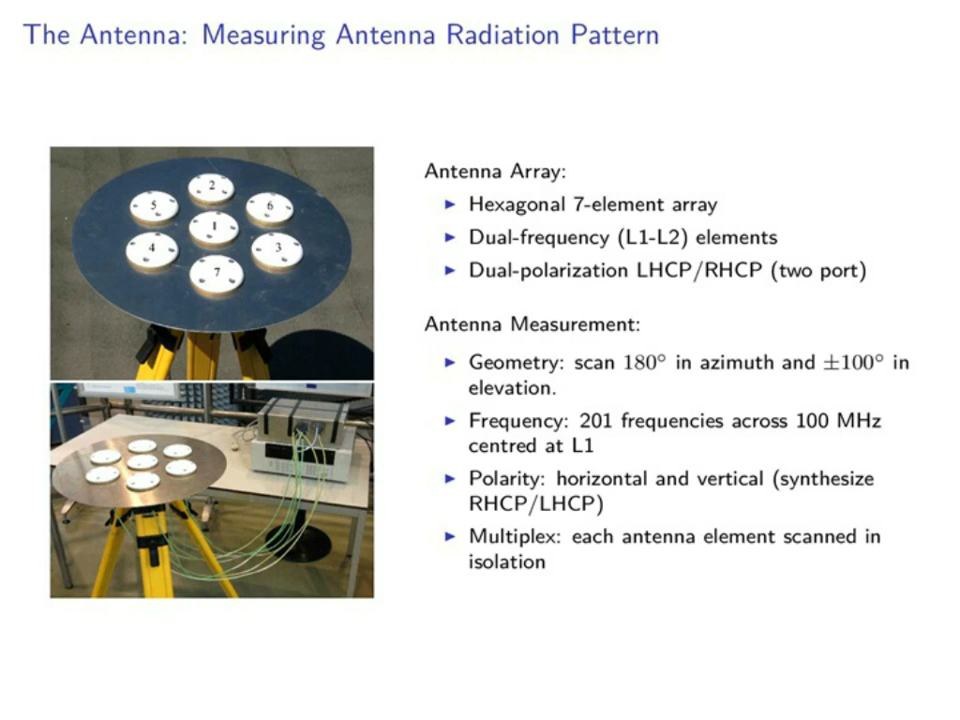 The Antenna: Measuring Antenna Radiation Pattern
2
5
6
1
4
3
7
Antenna Array:
Hexagonal 7-element array
Dual-frequency (L1-L2) elements
Dual-polarization LHCP/RHCP (two port)
Antenna Measurement:
Geometry: scan 180° in azimuth and ±100° in
elevation.
Frequency: 201 frequencies across 100 MHz
centred at L1
Polarity: horizontal and vertical (synthesize
RHCP/LHCP)
Multiplex: each antenna element scanned in
isolation